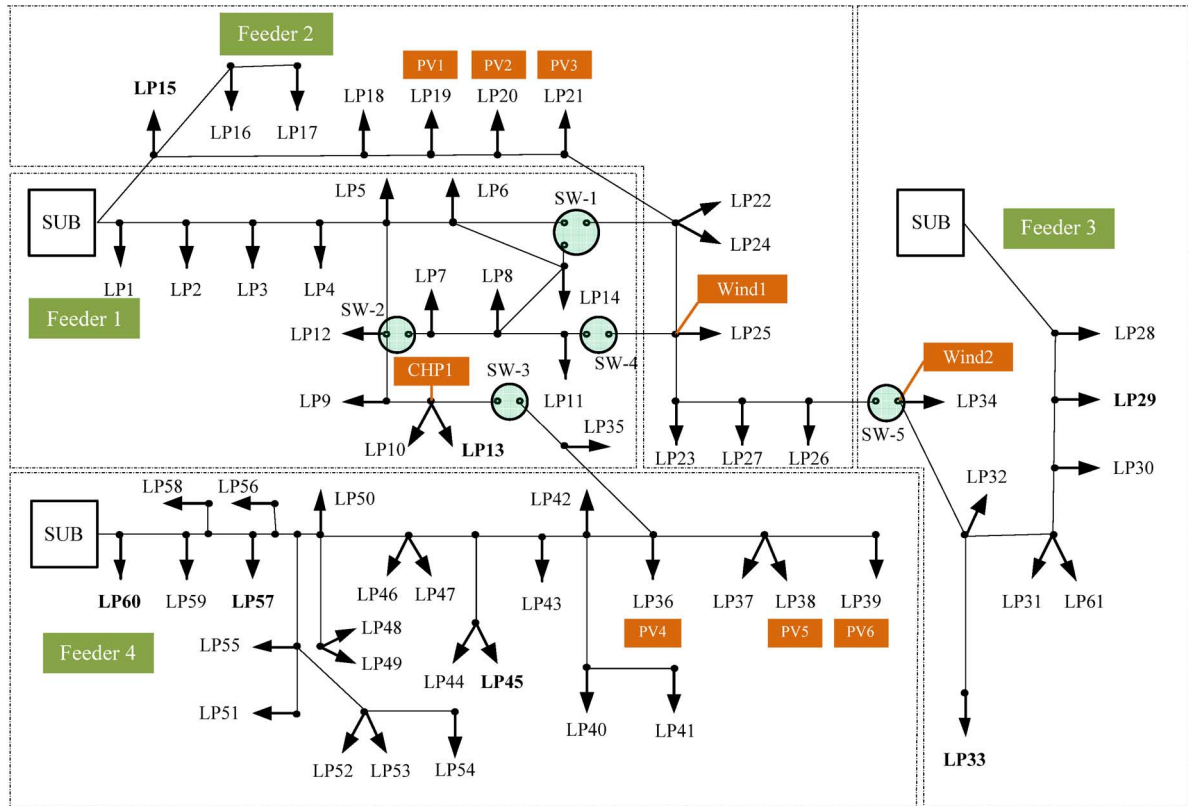 Feeder 2
PV1 PV2 PV3
LP15
LP16 LP17
LP18 LP19 LP20 LP21
SUB
LP5 LP6
SW-1
LP22
LP24
LP1 LP2 LP3 LP4
Feeder 1
LP7 LP8
LP14
SW-2
LP12
SW-4
Wind1
LP25
CHP1
SW-3
LP9
LP11
LP10 LP13
LP35
LP23 LP27 LP26
SUB
Feeder 3
LP28
Wind2
LP34
SW-5
LP29
LP32
LP30
LP31 LP61
LP33
LP58 LP56
LP50
LP42
SUB
LP60 LP59 LP57
LP46 LP47
LP43
LP36 LP37 LP38 LP39
PV4 PV5 PV6
Feeder 4
LP55
LP48
LP49
LP44 LP45
LP51
LP40 LP41
LP52 LP53 LP54